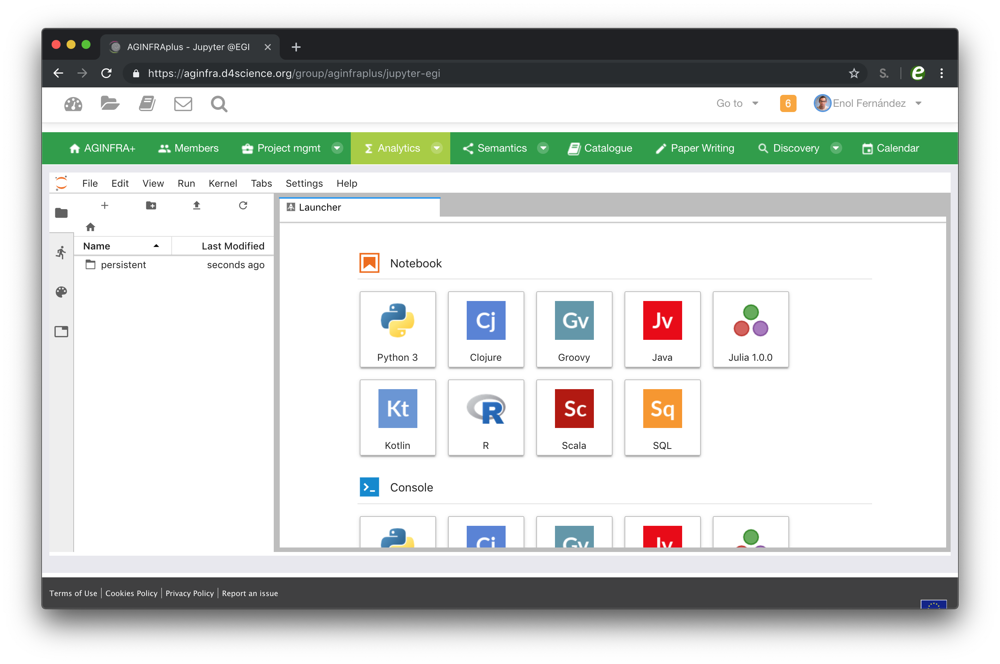 AGINFRAplus - Jupyter @EGI
https://aginfra.d4science.org/group/aginfraplus/jupyter-egi
S.
e
Go to
6
Enol Fernández
AGINFRA+
Members
Project mgmt
Σ Analytics
Semantics
Catalogue
Paper Writing
Discovery
Calendar
File Edit View Run Kernel Tabs Settings Help
Launcher
Name
Last Modified
persistent
seconds ago
Notebook
Cj
Gv
Jv
Python 3
Clojure
Groovy
Java
Julia 1.0.0
Kt
R
Sc
Sq
Kotlin
R
Scala
SQL
Console
Cj
Gv
Jv
Terms of Use
Cookies Policy
Privacy Policy
Report an issue